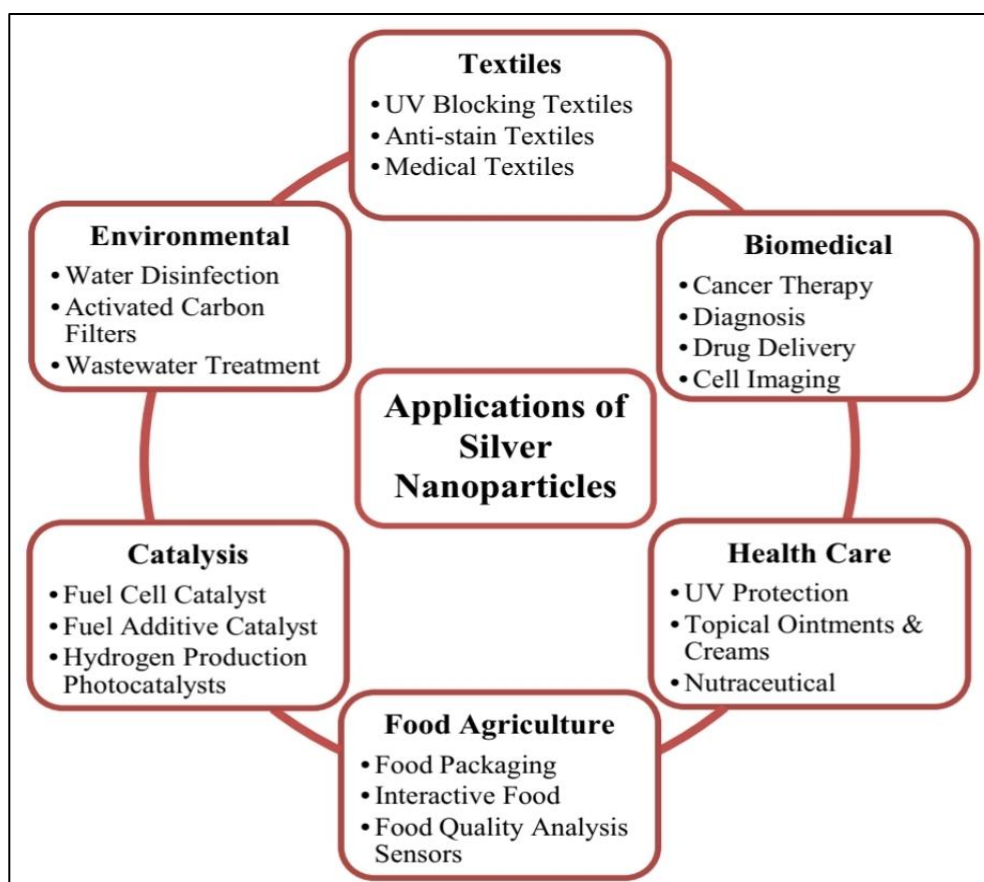 Textiles
• UV Blocking Textiles
• Anti-stain Textiles
• Medical Textiles
Environmental
• Water Disinfection
• Activated Carbon
Filters
• Wastewater Treatment
Biomedical
• Cancer Therapy
• Diagnosis
• Drug Delivery
• Cell Imaging
Applications of
Silver
Nanoparticles
Catalysis
• Fuel Cell Catalyst
• Fuel Additive Catalyst
• Hydrogen Production
Photocatalysts
Health Care
• UV Protection
• Topical Ointments &
Creams
• Nutraceutical
Food Agriculture
• Food Packaging
• Interactive Food
• Food Quality Analysis
Sensors